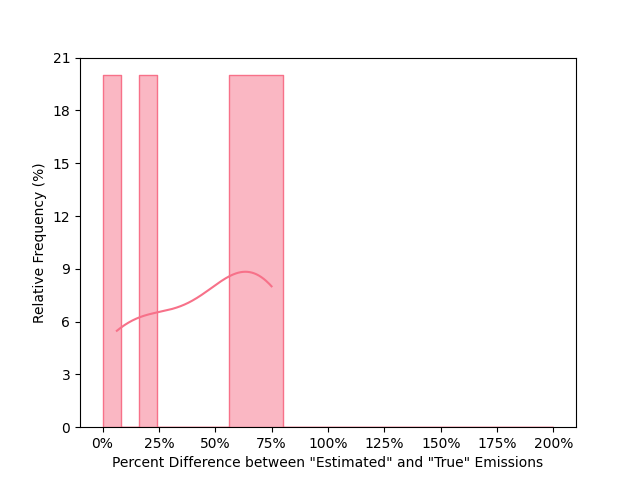 21
18
15
12
9
6
3
0
Relative Frequency (%)
0% 25% 50% 75% 100% 125% 150% 175% 200%
Percent Difference between "Estimated" and "True" Emissions